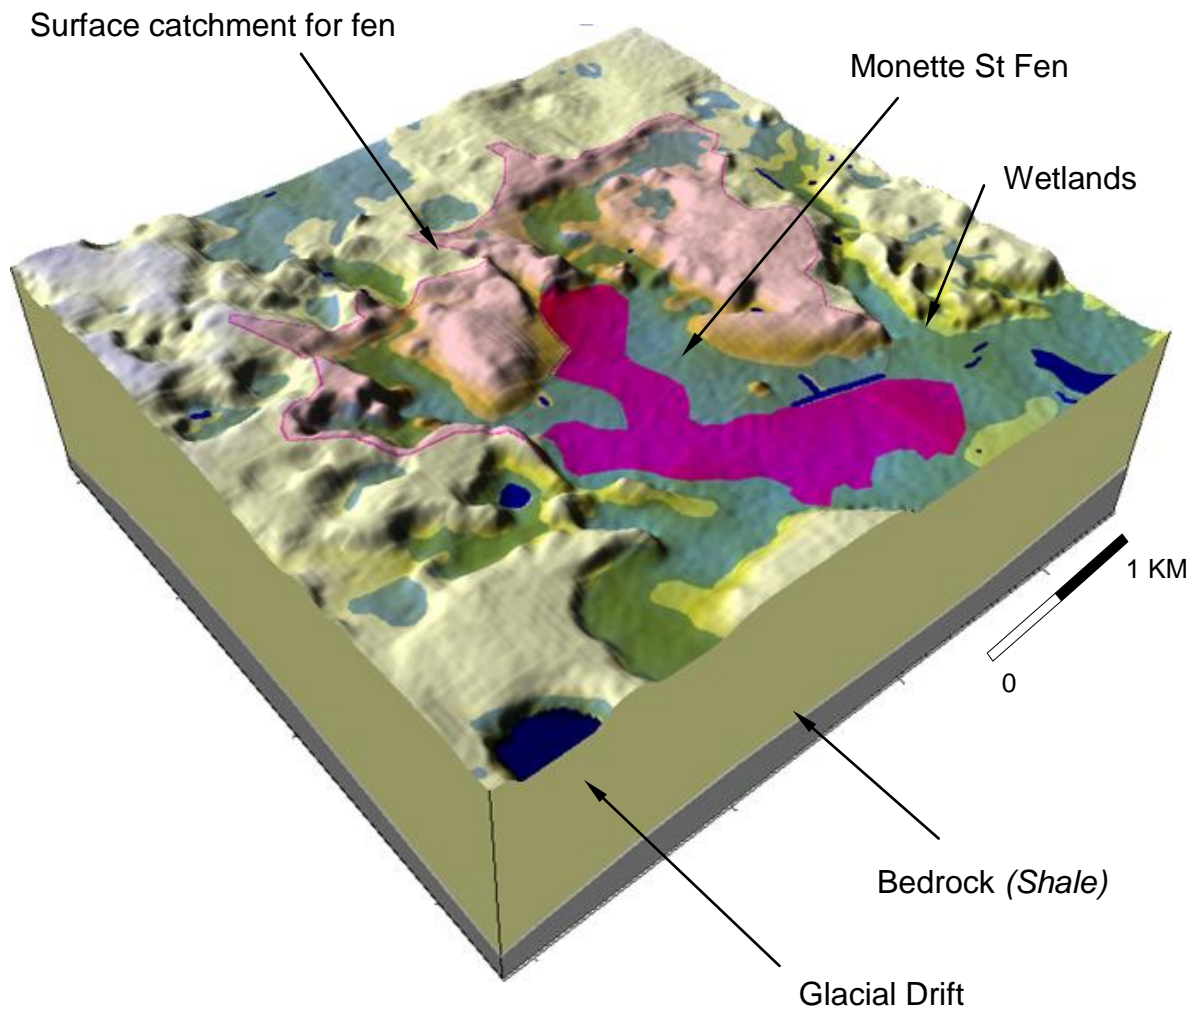 Surface catchment for fen
Monette St Fen
Wetlands
1 KM
0
Bedrock (Shale)
Glacial Drift